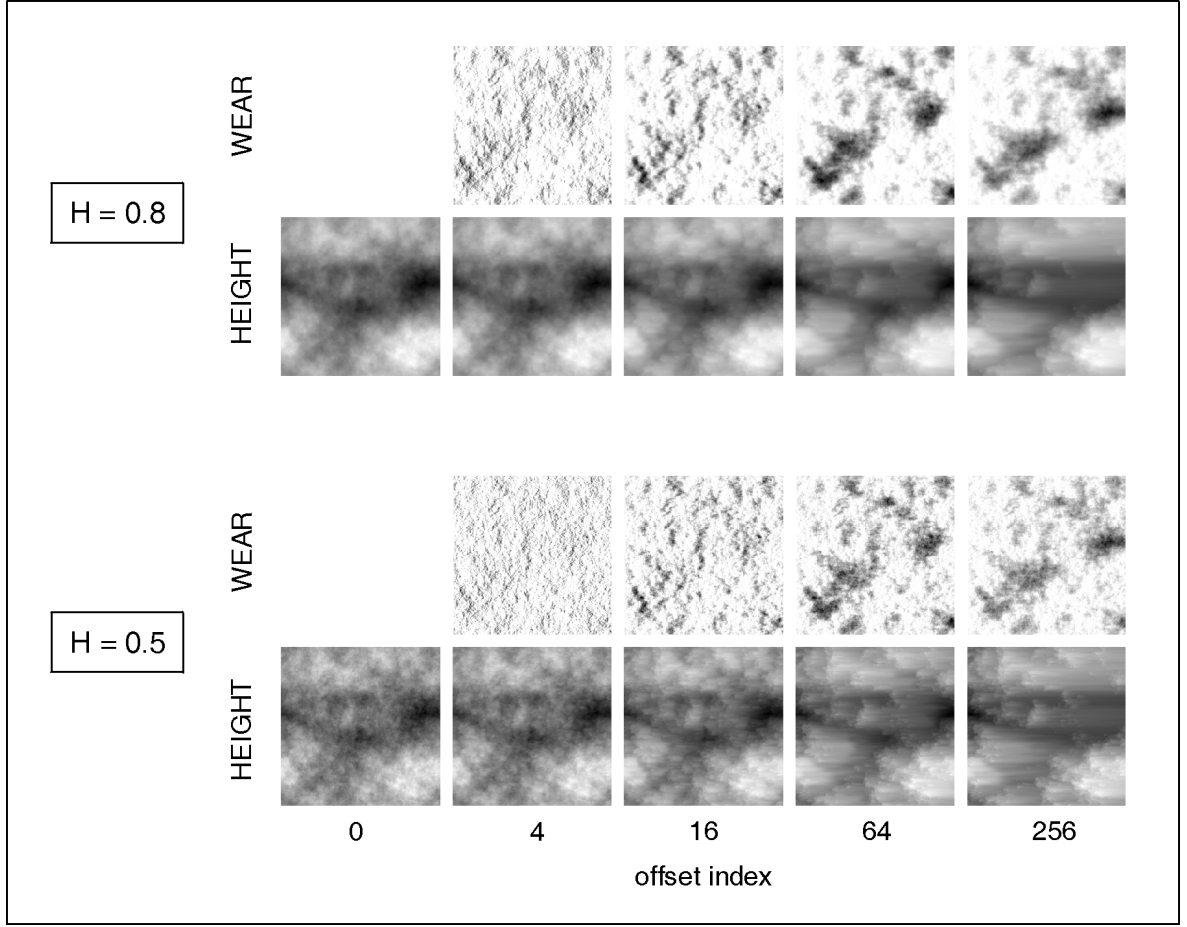 WEAR
H = 0.8
HEIGHT
WEAR
H = 0.5
HEIGHT
0 4 16 64 256
offset index